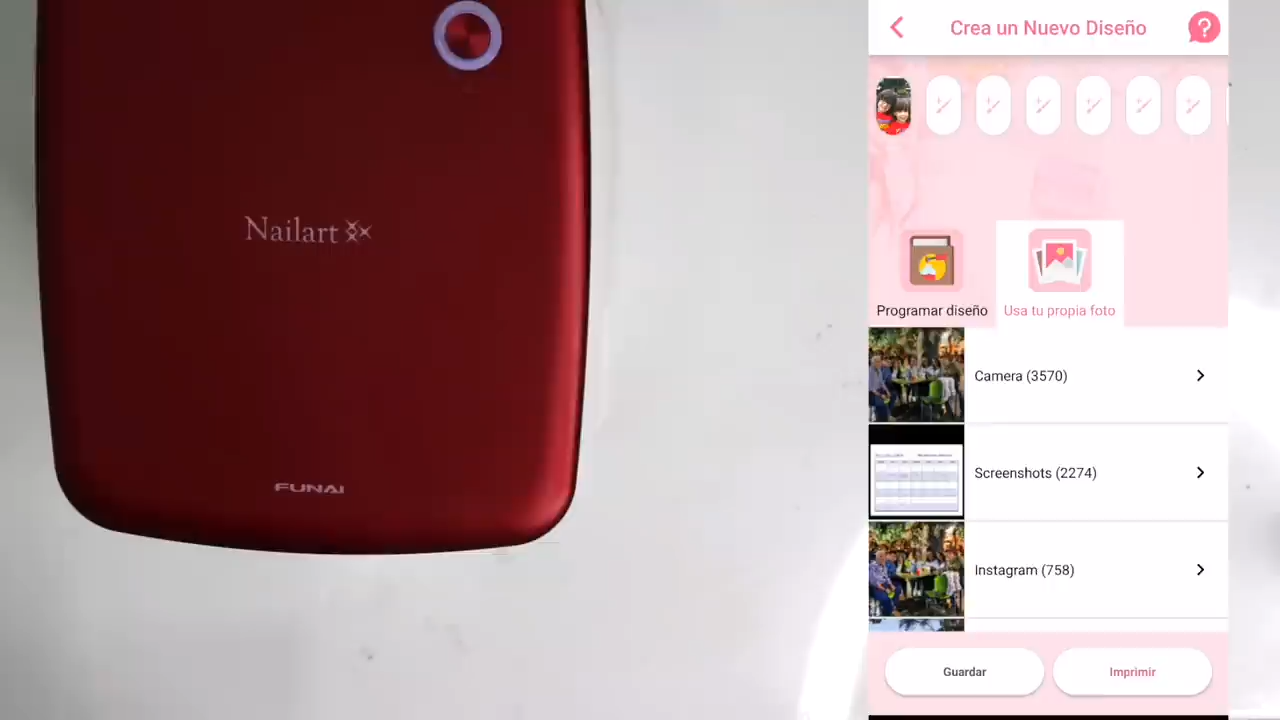 Nailart
FUNAI
Crea un Nuevo Diseño
?
Programar diseño
Usa tu propia foto
Camera (3570)
Screenshots (2274)
Instagram (758)
Guardar
Imprimir